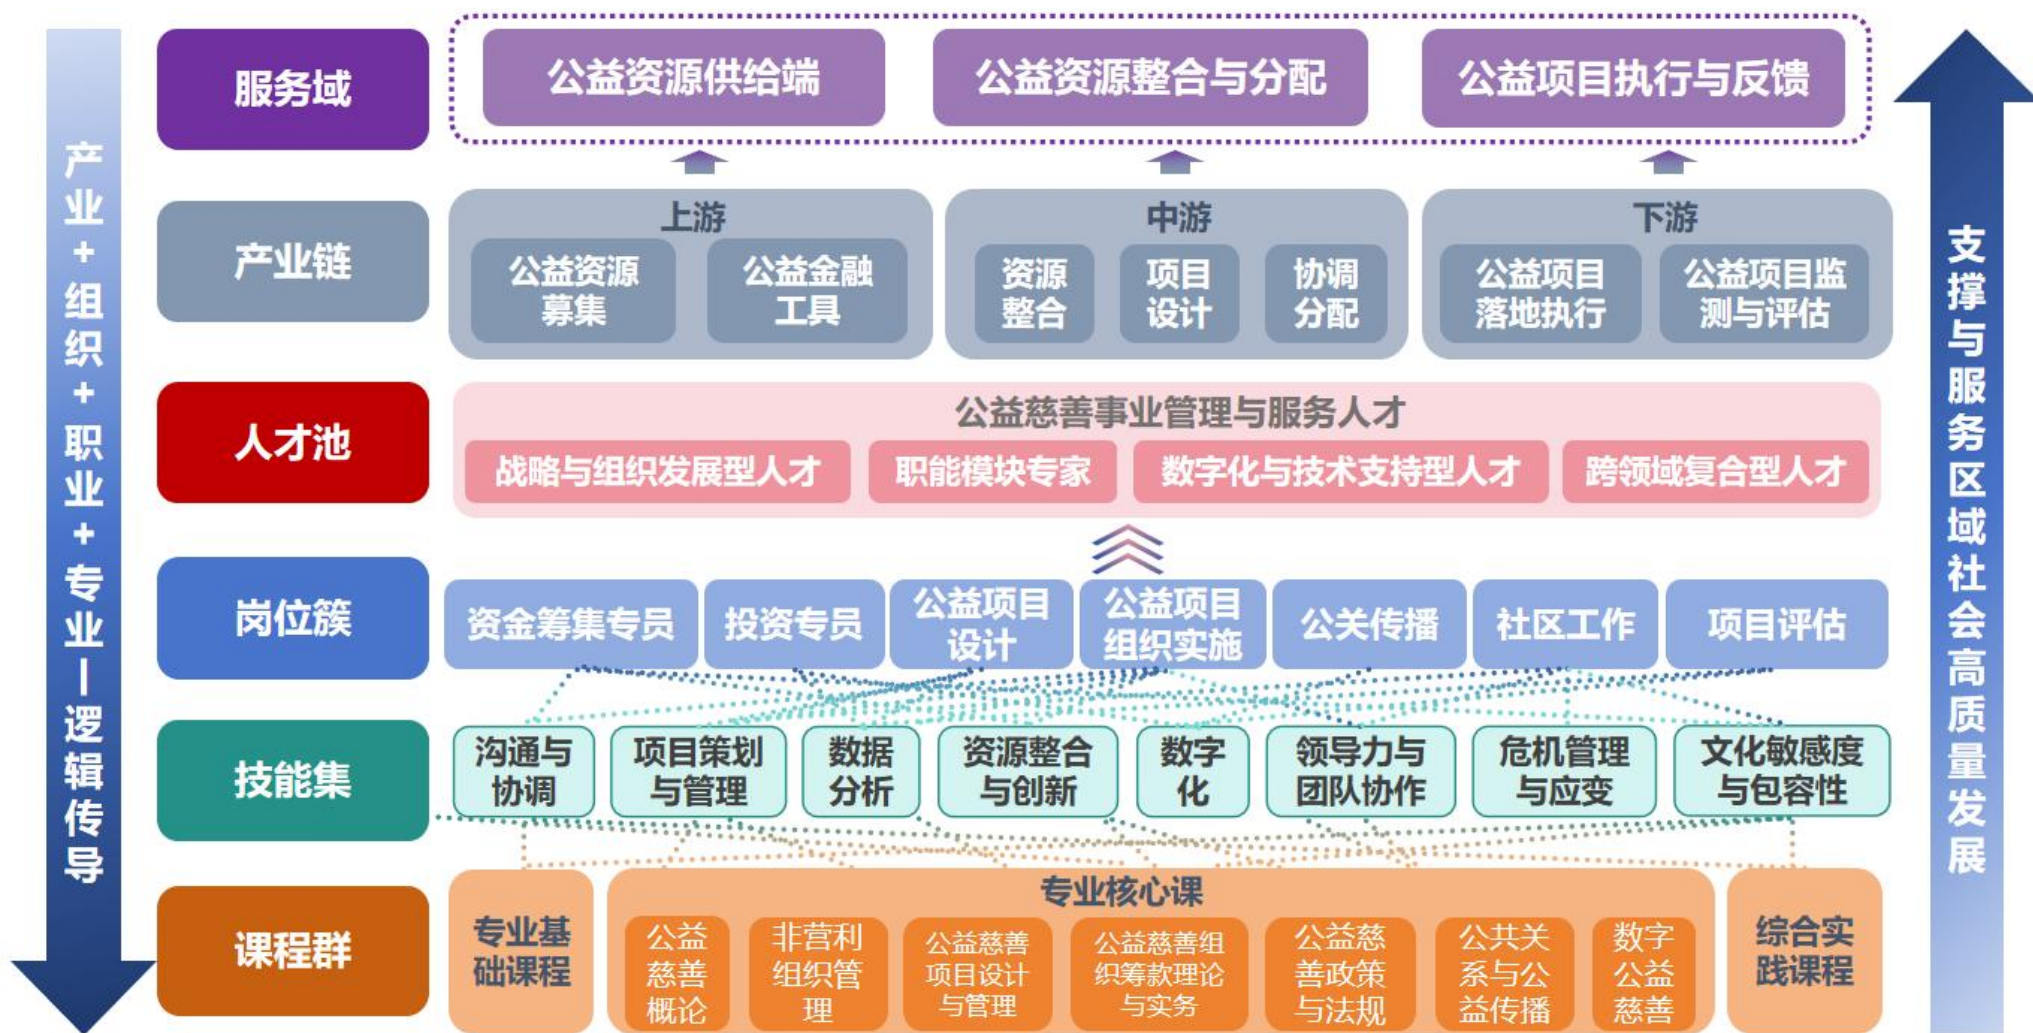 产业+组织+职业+专业—逻辑传导
服务域
公益资源供给端
公益资源整合与分配
公益项目执行与反馈
产业链
上游
公益资源
募集
公益金融
工具
中游
资源
整合
项目
设计
协调
分配
下游
公益项目
落地执行
公益项目监
测与评估
人才池
公益慈善事业管理与服务人才
战略与组织发展型人才
职能模块专家
数字化与技术支持型人才
跨领域复合型人才
岗位簇
资金筹集专员
投资专员
公益项目
设计
公益项目
组织实施
公关传播
社区工作
项目评估
技能集
沟通与
协调
项目策划
与管理
数据
分析
资源整合
与创新
数字
化
领导力与
团队协作
危机管理
与应变
文化敏感度
与包容性
课程群
专业基
础课程
专业核心课
公益
慈善
概论
非营利
组织管
理
公益慈善
项目设计
与管理
公益慈善组
织筹款理论
与实务
公益慈
善政策
与法规
公共关
系与公
益传播
数字
公益
慈善
综合实
践课程
支撑与服务区域社会高质量发展